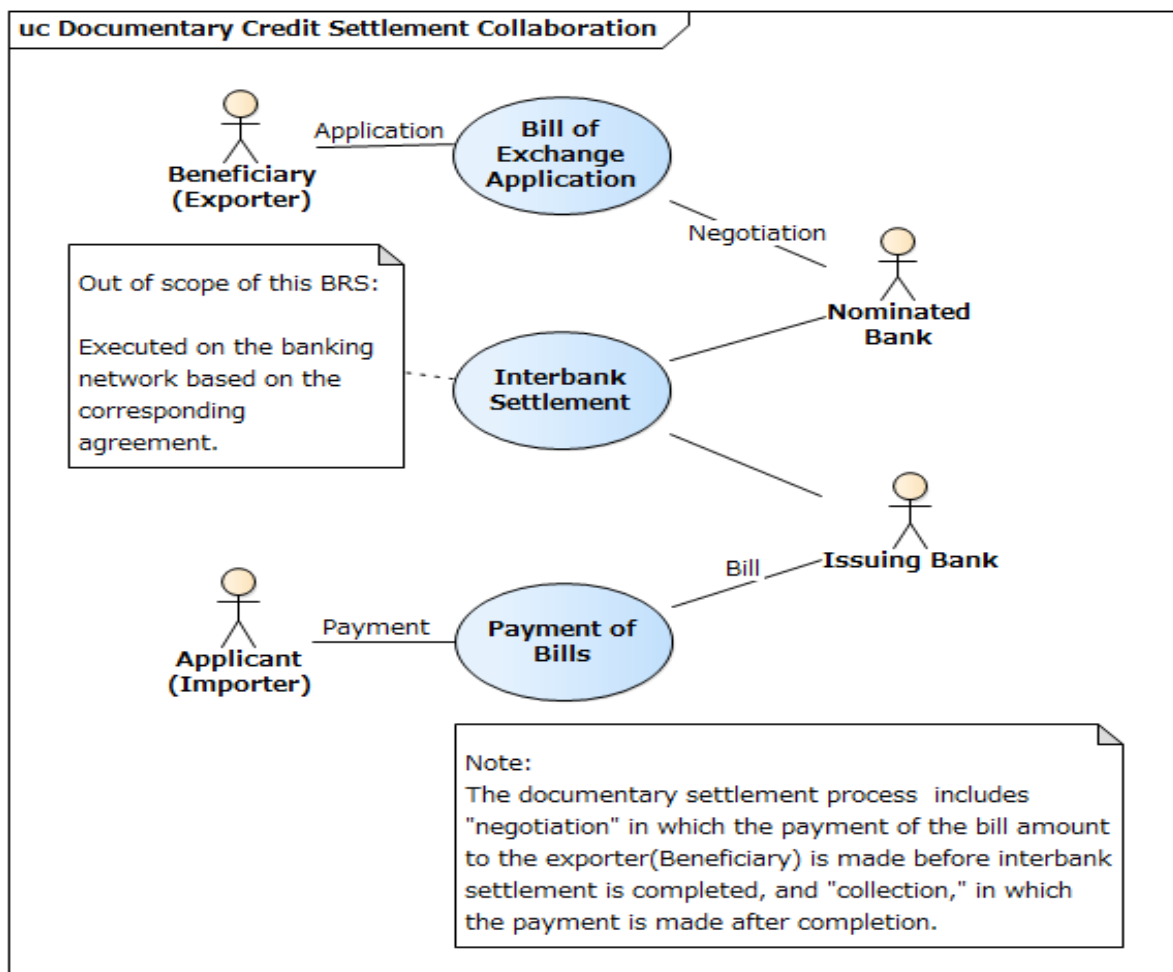 uc Documentary Credit Settlement Collaboration
Application
Bill of
Exchange
Application
Beneficiary
(Exporter)
Negotiation
Out of scope of this BRS:
Executed on the banking
network based on the
corresponding
agreement.
Nominated
Bank
Interbank
Settlement
Issuing Bank
Bill
Payment
Payment of
Bills
Applicant
(Importer)
Note:
The documentary settlement process  includes
"negotiation" in which the payment of the bill amount
to the exporter(Beneficiary) is made before interbank
settlement is completed, and "collection," in which
the payment is made after completion.